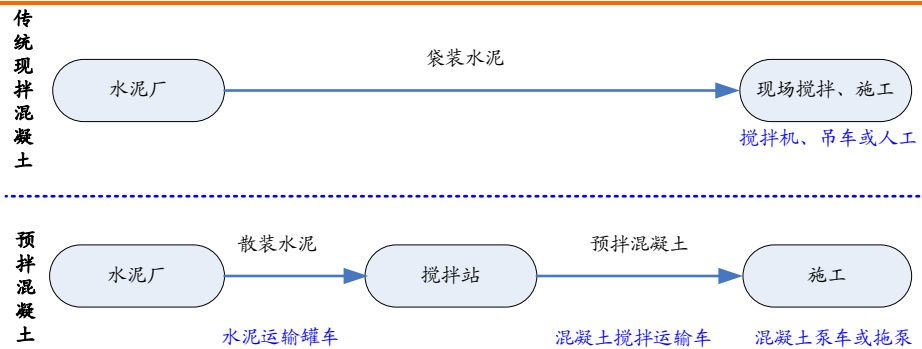 传统现拌混凝土
袋装水泥
水泥厂
现场搅拌、施工
搅拌机、吊车或人工
预拌混凝土
散装水泥
预拌混凝土
水泥厂
搅拌站
施工
水泥运输罐车
混凝土搅拌运输车
混凝土泵车或拖泵